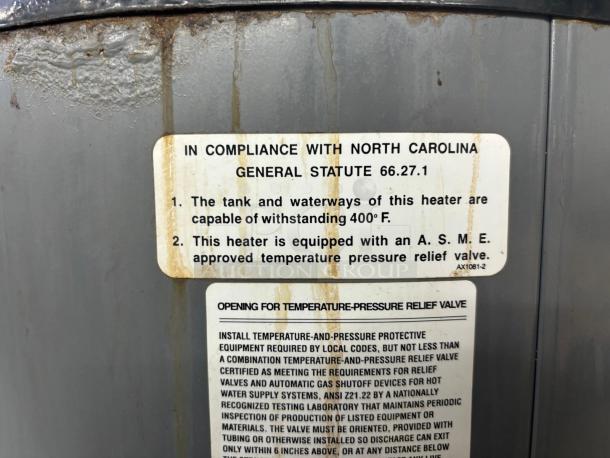 IN COMPLIANCE WITH NORTH CAROLINA
GENERAL STATUTE 66.27.1
1. The tank and waterways of this heater are
capable of withstanding 400° F.
2. This heater is equipped with an A. S. M. E.
approved temperature pressure relief valve.
AX1081-2
AUCTION GROUP
OPENING FOR TEMPERATURE-PRESSURE RELIEF VALVE
INSTALL TEMPERATURE-AND-PRESSURE PROTECTIVE
EQUIPMENT REQUIRED BY LOCAL CODES, BUT NOT LESS THAN
A COMBINATION TEMPERATURE-AND-PRESSURE RELIEF VALVE
CERTIFIED AS MEETING THE REQUIREMENTS FOR RELIEF
VALVES AND AUTOMATIC GAS SHUTOFF DEVICES FOR HOT
WATER SUPPLY SYSTEMS, ANSI Z21.22 BY A NATIONALLY
RECOGNIZED TESTING LABORATORY THAT MAINTAINS PERIODIC
INSPECTION OF PRODUCTION OF LISTED EQUIPMENT OR
MATERIALS. THE VALVE MUST BE ORIENTED, PROVIDED WITH
TUBING OR OTHERWISE INSTALLED SO DISCHARGE CAN EXIT
ONLY WITHIN 6 INCHES ABOVE, OR AT ANY DISTANCE BELOW